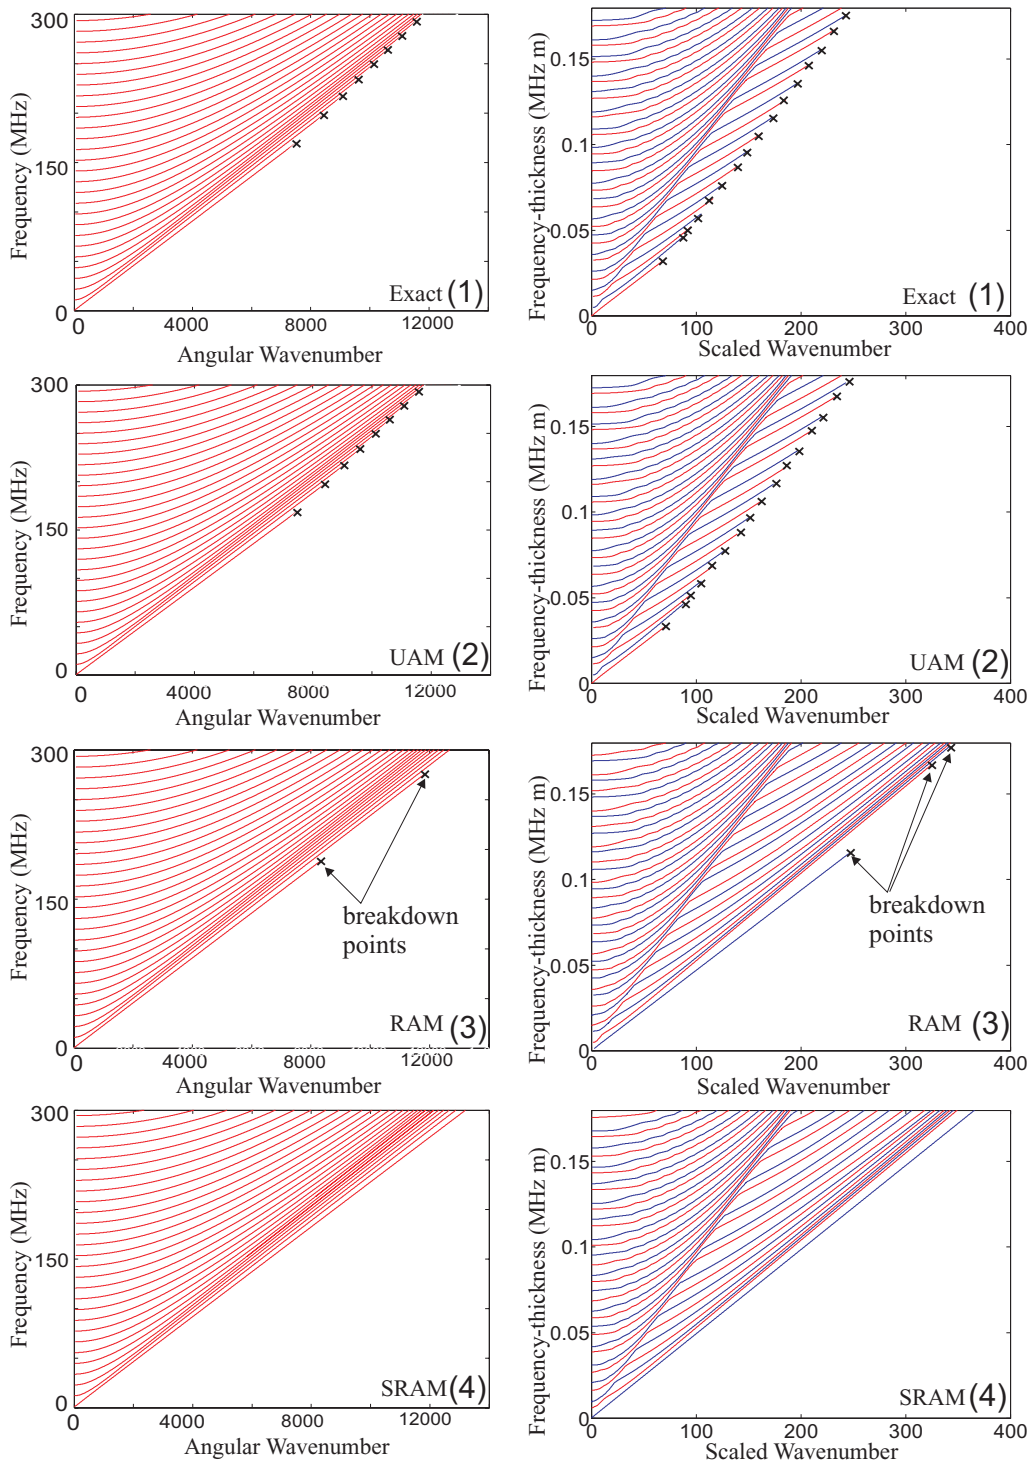 300
150
0
Frequency (MHz)
Exact (1)
0 4000 8000 12000
Angular Wavenumber
0.15
0.1
0.05
0
Frequency-thickness (MHz m)
Exact (1)
0 100 200 300 400
Scaled Wavenumber
300
150
0
Frequency (MHz)
UAM (2)
0 4000 8000 12000
Angular Wavenumber
0.15
0.1
0.05
0
Frequency-thickness (MHz m)
UAM (2)
0 100 200 300 400
Scaled Wavenumber
300
150
0
Frequency (MHz)
breakdown
points
RAM (3)
0 4000 8000 12000
Angular Wavenumber
0.15
0.1
0.05
0
Frequency-thickness (MHz m)
breakdown
points
RAM (3)
0 100 200 300 400
Scaled Wavenumber
300
150
0
Frequency (MHz)
SRAM (4)
0 4000 8000 12000
Angular Wavenumber
0.15
0.1
0.05
0
Frequency-thickness (MHz m)
SRAM (4)
0 100 200 300 400
Scaled Wavenumber